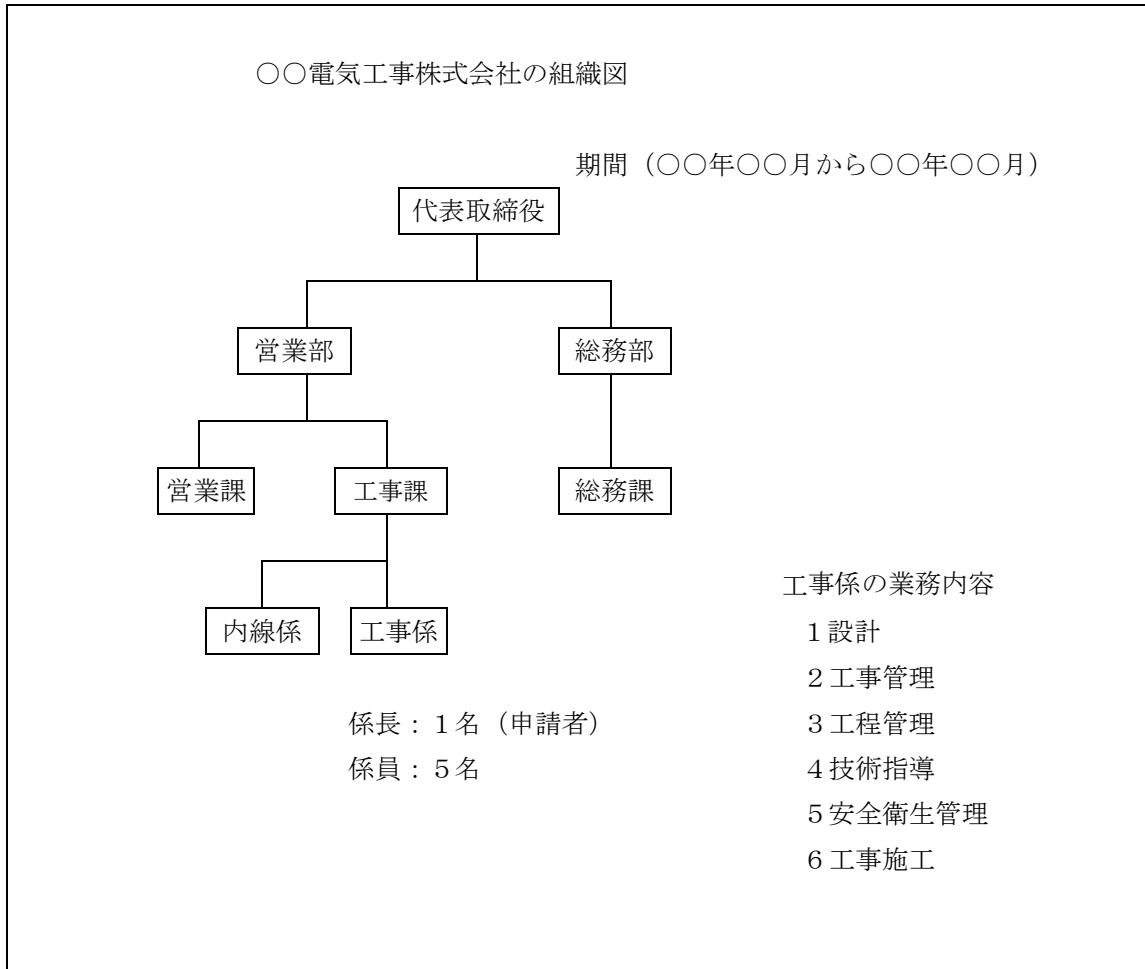 ○○電気工事株式会社の組織図
期間（○○年○○月から○○年○○月）
代表取締役
営業部
総務部
営業課
工事課
総務課
内線係
工事係
係長：１名（申請者）
係員：５名
工事係の業務内容
１設計
２工事管理
３工程管理
４技術指導
５安全衛生管理
６工事施工